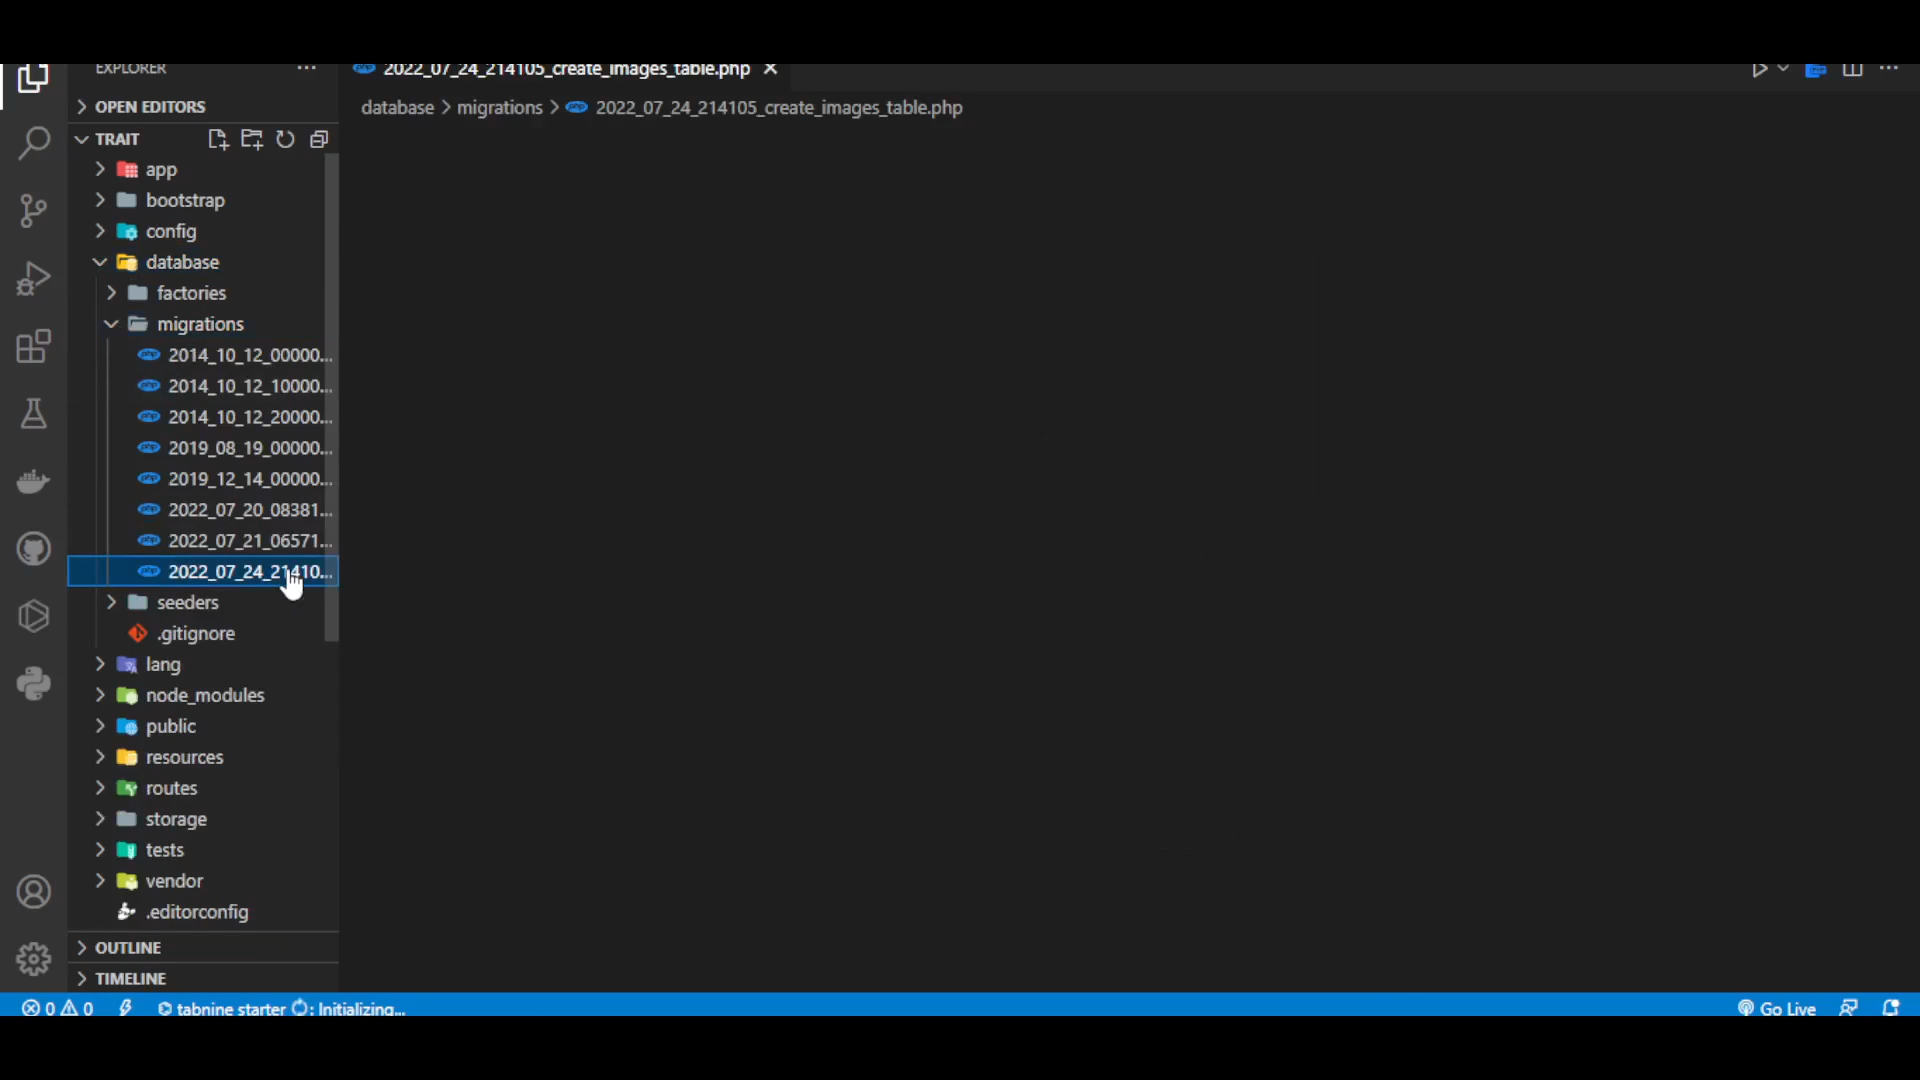 EXPLORER
2022_07_24_214105_create_images_table.php
OPEN EDITORS
database > migrations > 2022_07_24_214105_create_images_table.php
TRAIT
app
bootstrap
config
database
factories
migrations
2014_10_12_00000...
2014_10_12_10000...
2014_10_12_20000...
2019_08_19_00000...
2019_12_14_00000...
2022_07_20_08381...
2022_07_21_06571...
2022_07_24_21410...
seeders
.gitignore
lang
node_modules
public
resources
routes
storage
tests
vendor
.editorconfig
OUTLINE
TIMELINE
0 0 tabnine starter : Initializing... Go Live